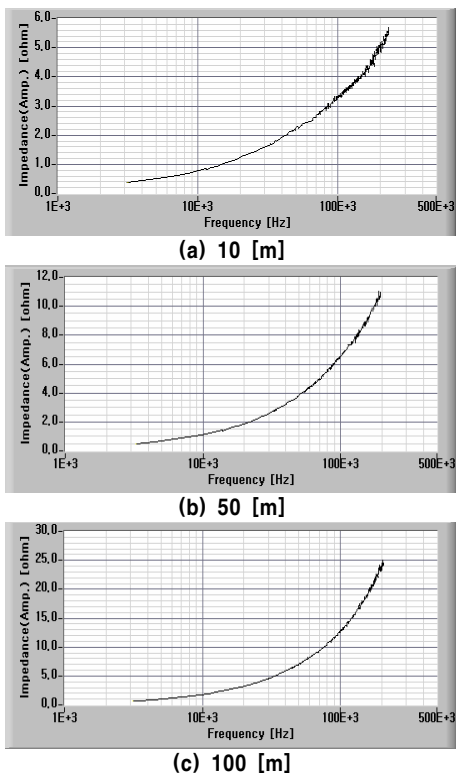 Impedance(Amp.) [ohm]
6,0
5,0
4,0
3,0
2,0
1,0
0,0
1E+3 10E+3 100E+3 500E+3
Frequency [Hz]
(a) 10 [m]
Impedance(Amp.) [ohm]
12,0
10,0
8,0
6,0
4,0
2,0
0,0
1E+3 10E+3 100E+3 500E+3
Frequency [Hz]
(b) 50 [m]
Impedance(Amp.) [ohm]
30,0
25,0
20,0
15,0
10,0
5,0
0,0
1E+3 10E+3 100E+3 500E+3
Frequency [Hz]
(c) 100 [m]